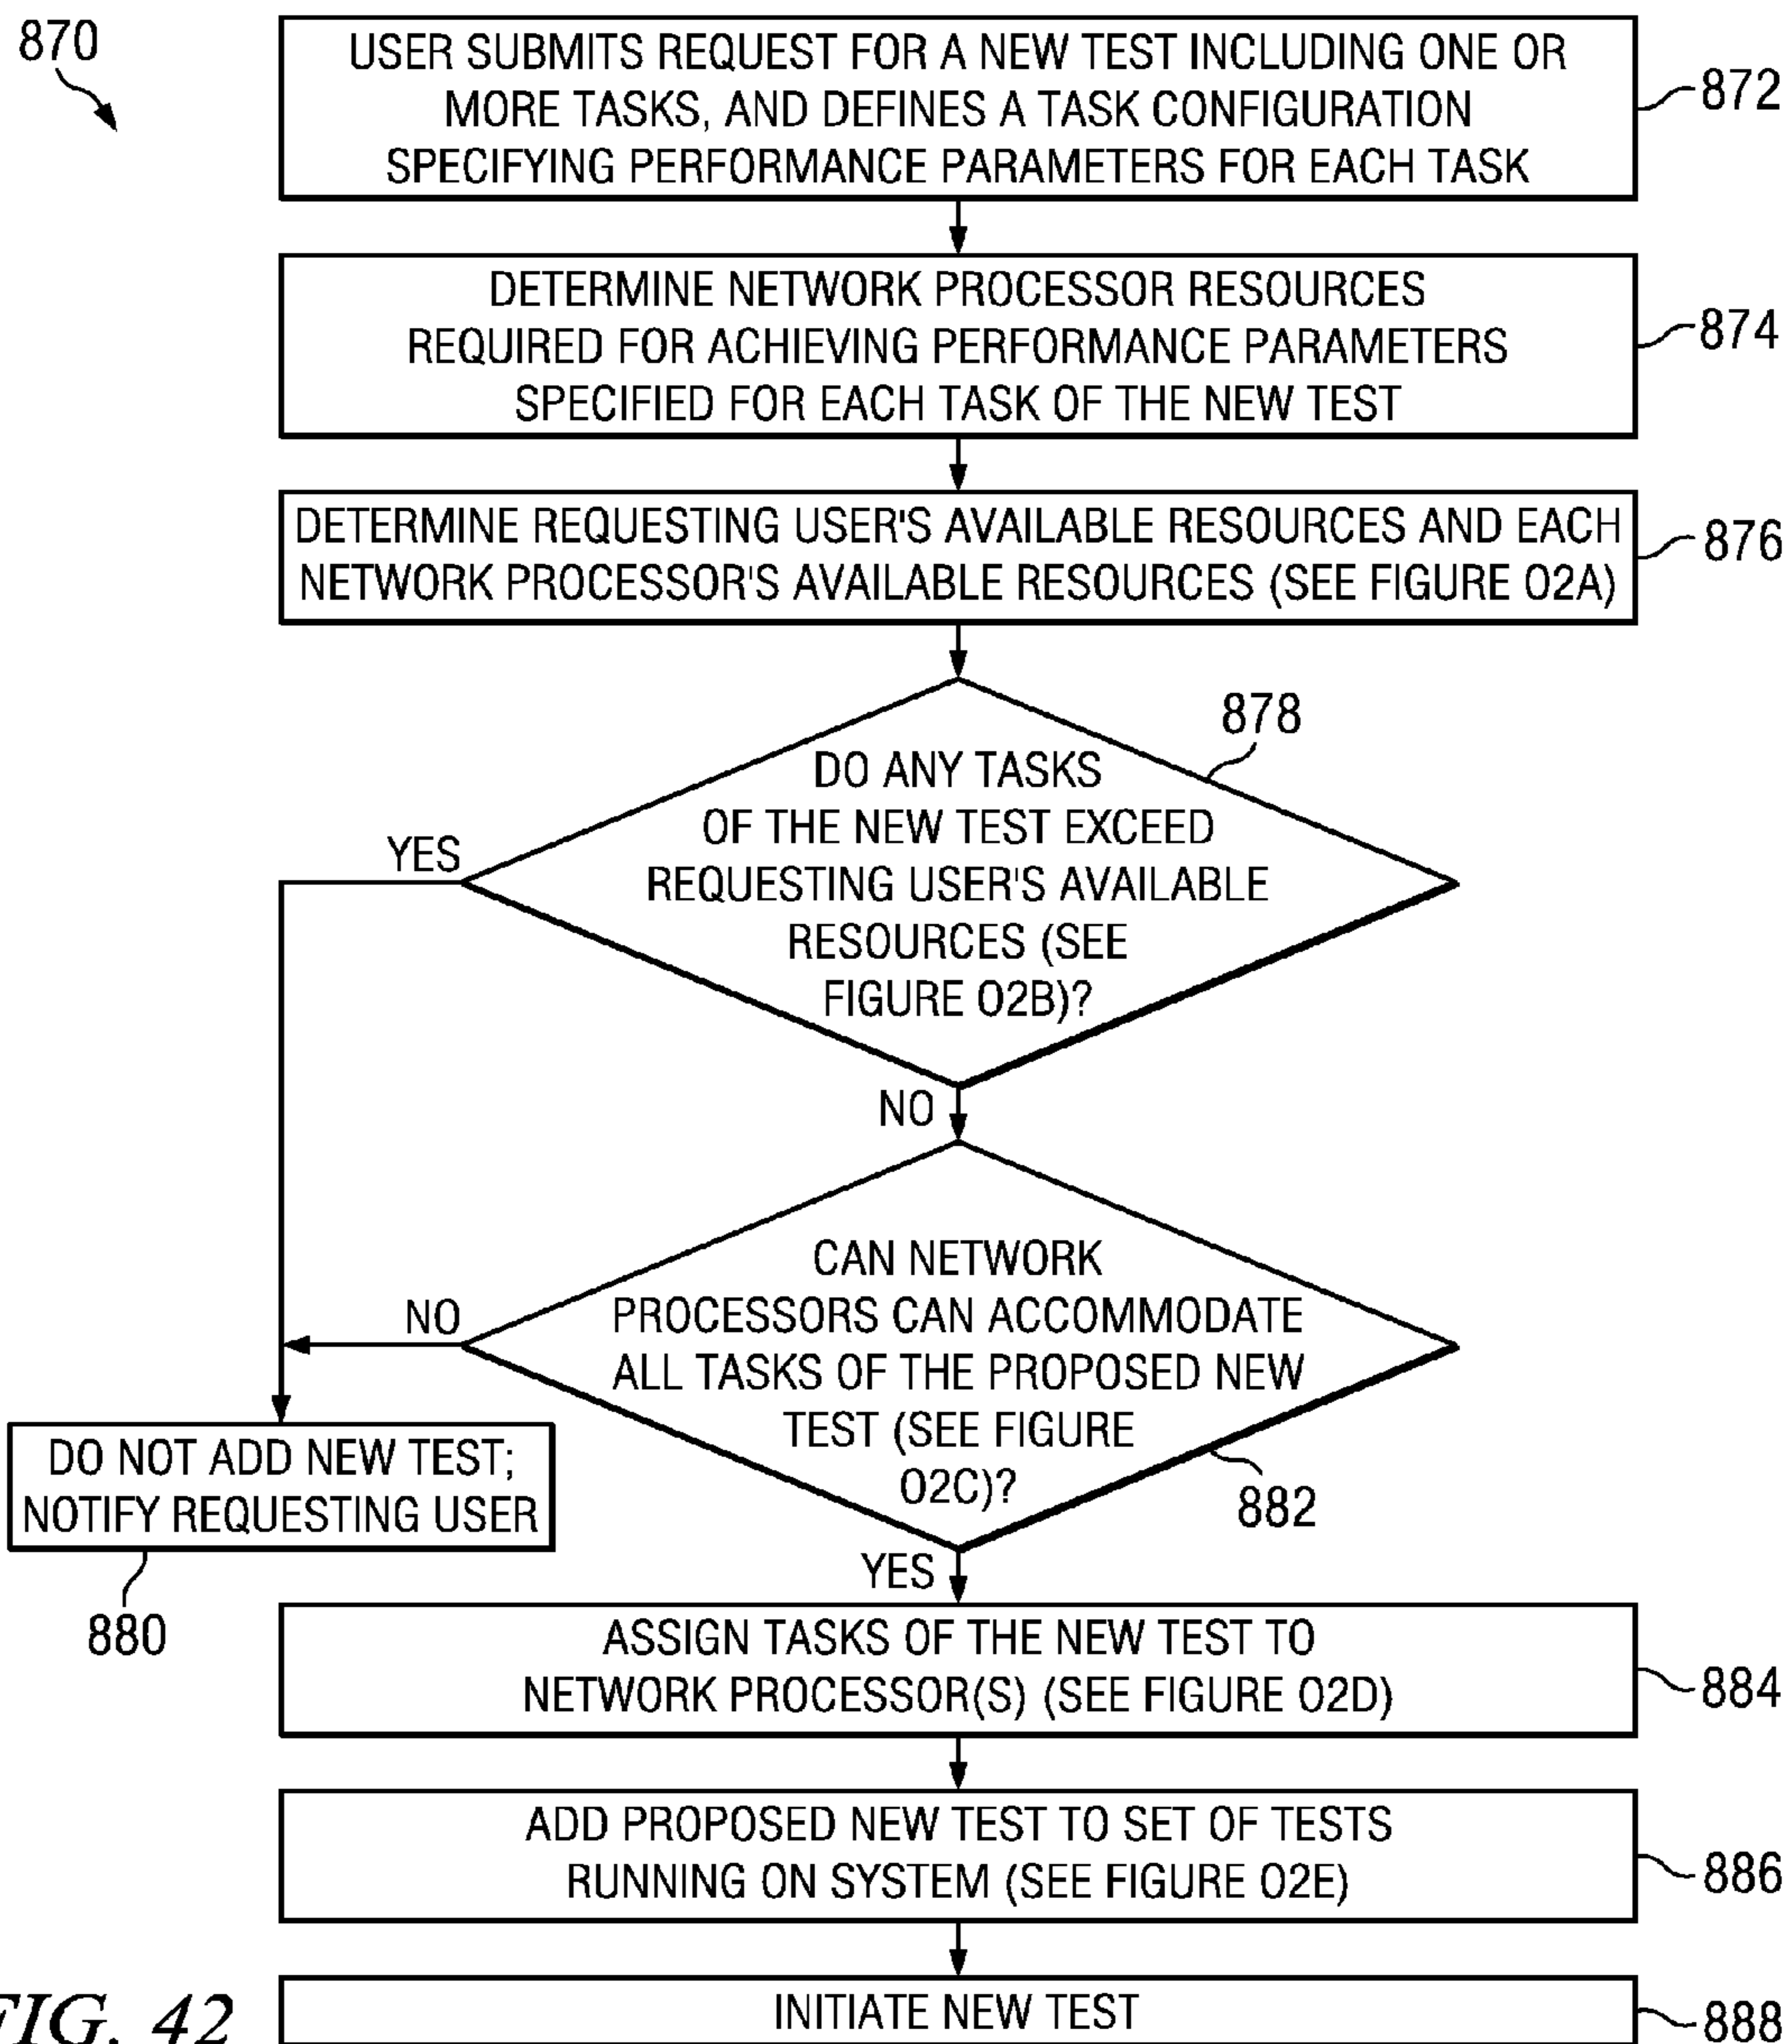 870
USER SUBMITS REQUEST FOR A NEW TEST INCLUDING ONE OR
MORE TASKS, AND DEFINES A TASK CONFIGURATION
SPECIFYING PERFORMANCE PARAMETERS FOR EACH TASK
872
DETERMINE NETWORK PROCESSOR RESOURCES
REQUIRED FOR ACHIEVING PERFORMANCE PARAMETERS
SPECIFIED FOR EACH TASK OF THE NEW TEST
874
DETERMINE REQUESTING USER'S AVAILABLE RESOURCES AND EACH
NETWORK PROCESSOR'S AVAILABLE RESOURCES (SEE FIGURE O2A)
876
878
DO ANY TASKS
OF THE NEW TEST EXCEED
REQUESTING USER'S AVAILABLE
RESOURCES (SEE
FIGURE O2B)?
YES
NO
CAN NETWORK
PROCESSORS CAN ACCOMMODATE
ALL TASKS OF THE PROPOSED NEW
TEST (SEE FIGURE
O2C)?
NO
882
YES
DO NOT ADD NEW TEST;
NOTIFY REQUESTING USER
880
ASSIGN TASKS OF THE NEW TEST TO
NETWORK PROCESSOR(S) (SEE FIGURE O2D)
884
ADD PROPOSED NEW TEST TO SET OF TESTS
RUNNING ON SYSTEM (SEE FIGURE O2E)
886
INITIATE NEW TEST
888
FIG. 42